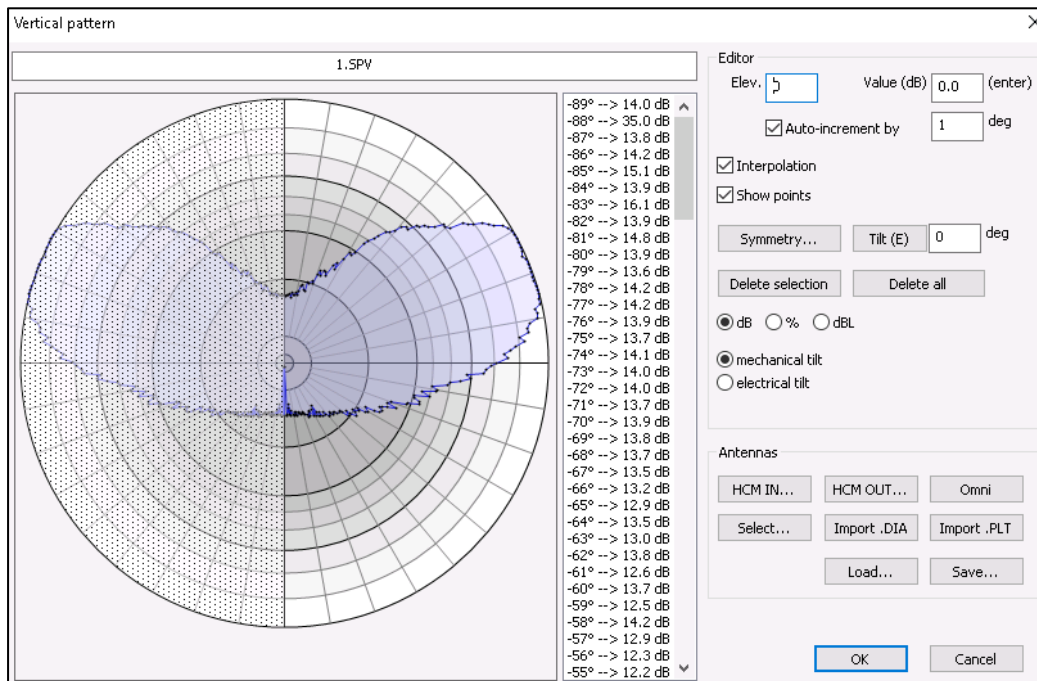 Vertical pattern
1.SPV
-89° --> 14.0 dB
-88° --> 35.0 dB
-87° --> 13.8 dB
-86° --> 14.2 dB
-85° --> 15.1 dB
-84° --> 13.9 dB
-83° --> 16.1 dB
-82° --> 13.9 dB
-81° --> 14.8 dB
-80° --> 13.9 dB
-79° --> 13.6 dB
-78° --> 14.2 dB
-77° --> 14.2 dB
-76° --> 13.9 dB
-75° --> 13.7 dB
-74° --> 14.1 dB
-73° --> 14.0 dB
-72° --> 14.0 dB
-71° --> 13.7 dB
-70° --> 13.9 dB
-69° --> 13.8 dB
-68° --> 13.7 dB
-67° --> 13.5 dB
-66° --> 13.2 dB
-65° --> 12.9 dB
-64° --> 13.5 dB
-63° --> 13.0 dB
-62° --> 13.8 dB
-61° --> 12.6 dB
-60° --> 13.7 dB
-59° --> 12.5 dB
-58° --> 14.2 dB
-57° --> 12.9 dB
-56° --> 12.3 dB
-55° --> 12.2 dB
Editor
Elev. Value (dB) 0.0 (enter)
Auto-increment by 1 deg
Interpolation
Show points
Symmetry... Tilt (E) 0 deg
Delete selection Delete all
dB % dBL
mechanical tilt
electrical tilt
Antennas
HCM IN... HCM OUT... Omni
Select... Import .DIA Import .PLT
Load... Save...
OK Cancel